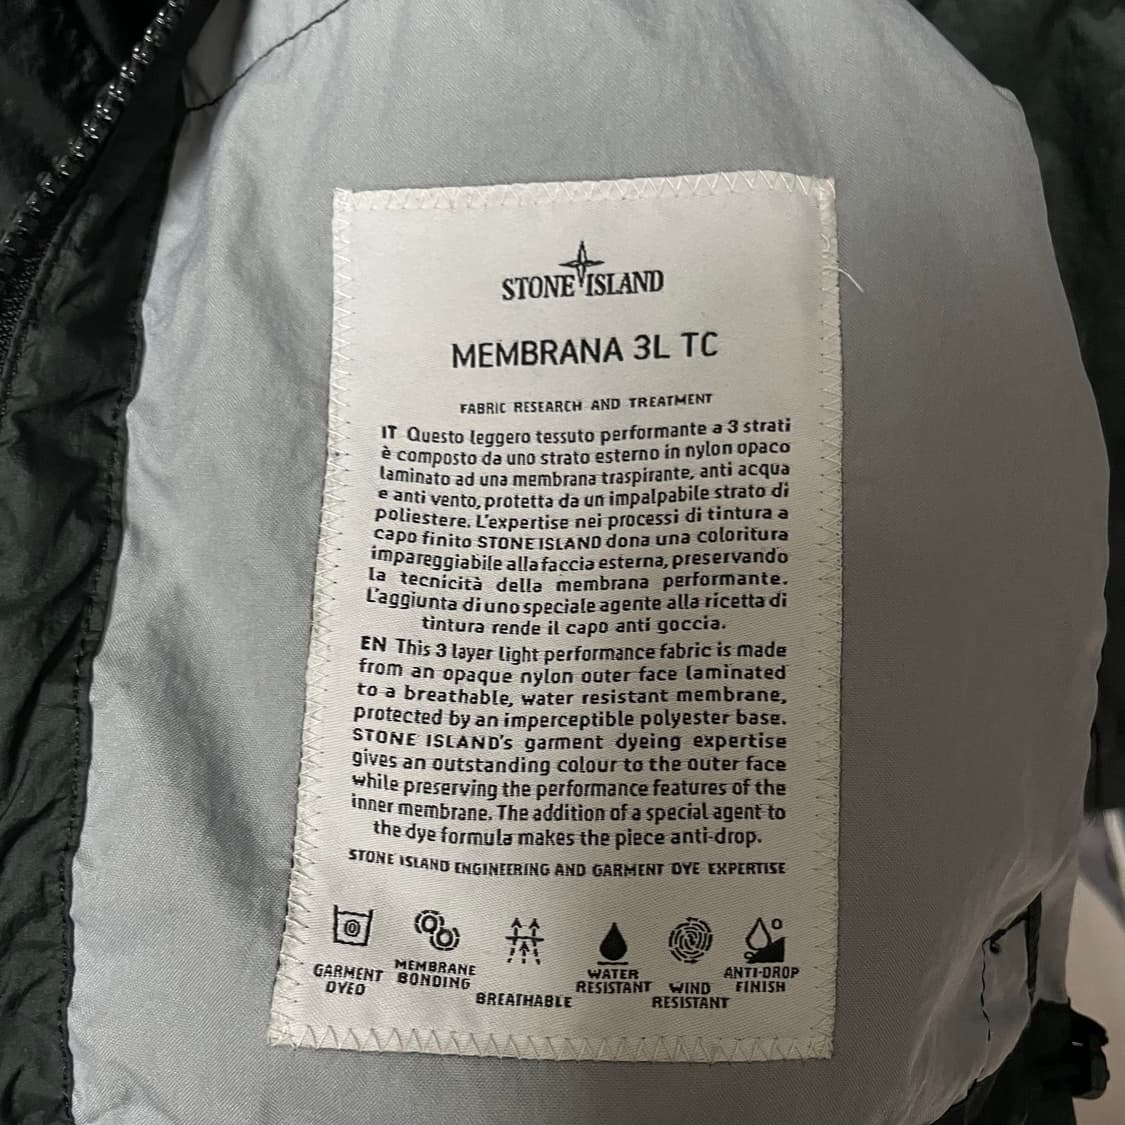 STONE ISLAND
MEMBRANA 3L TC
FABRIC RESEARCH AND TREATMENT
IT Questo leggero tessuto performante a 3 strati
è composto da uno strato esterno in nylon opaco
laminato ad una membrana traspirante, anti acqua
e anti vento, protetta da un impalpabile strato di
poliestere. L'expertise nei processi di tintura a
capo finito STONE ISLAND dona una coloritura
impareggiabile alla faccia esterna, preservando
la tecnicità della membrana performante.
L'aggiunta di uno speciale agente alla ricetta di
tintura rende il capo anti goccia.
EN This 3 layer light performance fabric is made
from an opaque nylon outer face laminated
to a breathable, water resistant membrane,
protected by an imperceptible polyester base.
STONE ISLAND's garment dyeing expertise
gives an outstanding colour to the outer face
while preserving the performance features of the
inner membrane. The addition of a special agent to
the dye formula makes the piece anti-drop.
STONE ISLAND ENGINEERING AND GARMENT DYE EXPERTISE
GARMENT
DYED
MEMBRANE
BONDING
BREATHABLE
WATER
RESISTANT
WIND
RESISTANT
ANTI-DROP
FINISH